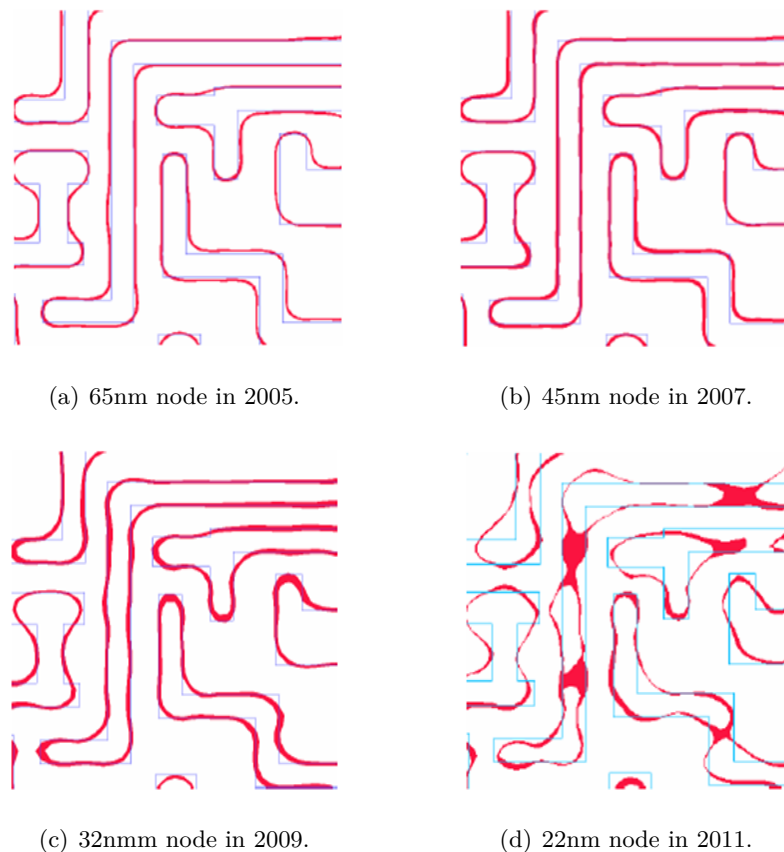 (a) 65nm node in 2005.
(b) 45nm node in 2007.
(c) 32nmm node in 2009.
(d) 22nm node in 2011.